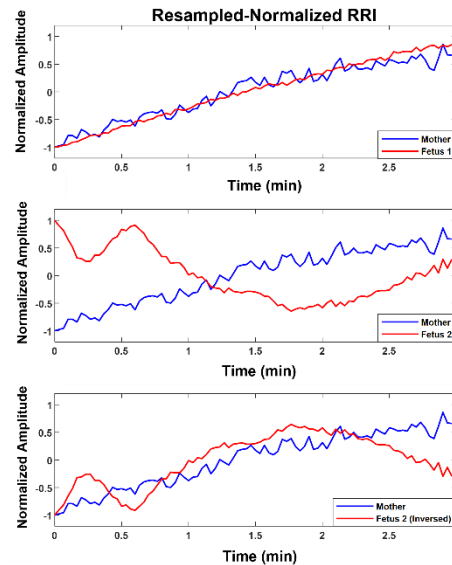 Resampled-Normalized RRI
Normalized Amplitude
1
0.5
0
-0.5
-1
0
0.5
1
1.5
2
2.5
Mother
Fetus 1
Time (min)
Normalized Amplitude
1
0.5
0
-0.5
-1
0
0.5
1
1.5
2
2.5
Mother
Fetus 2
Time (min)
Normalized Amplitude
1
0.5
0
-0.5
-1
0
0.5
1
1.5
2
2.5
Mother
Fetus 2 (Inversed)
Time (min)